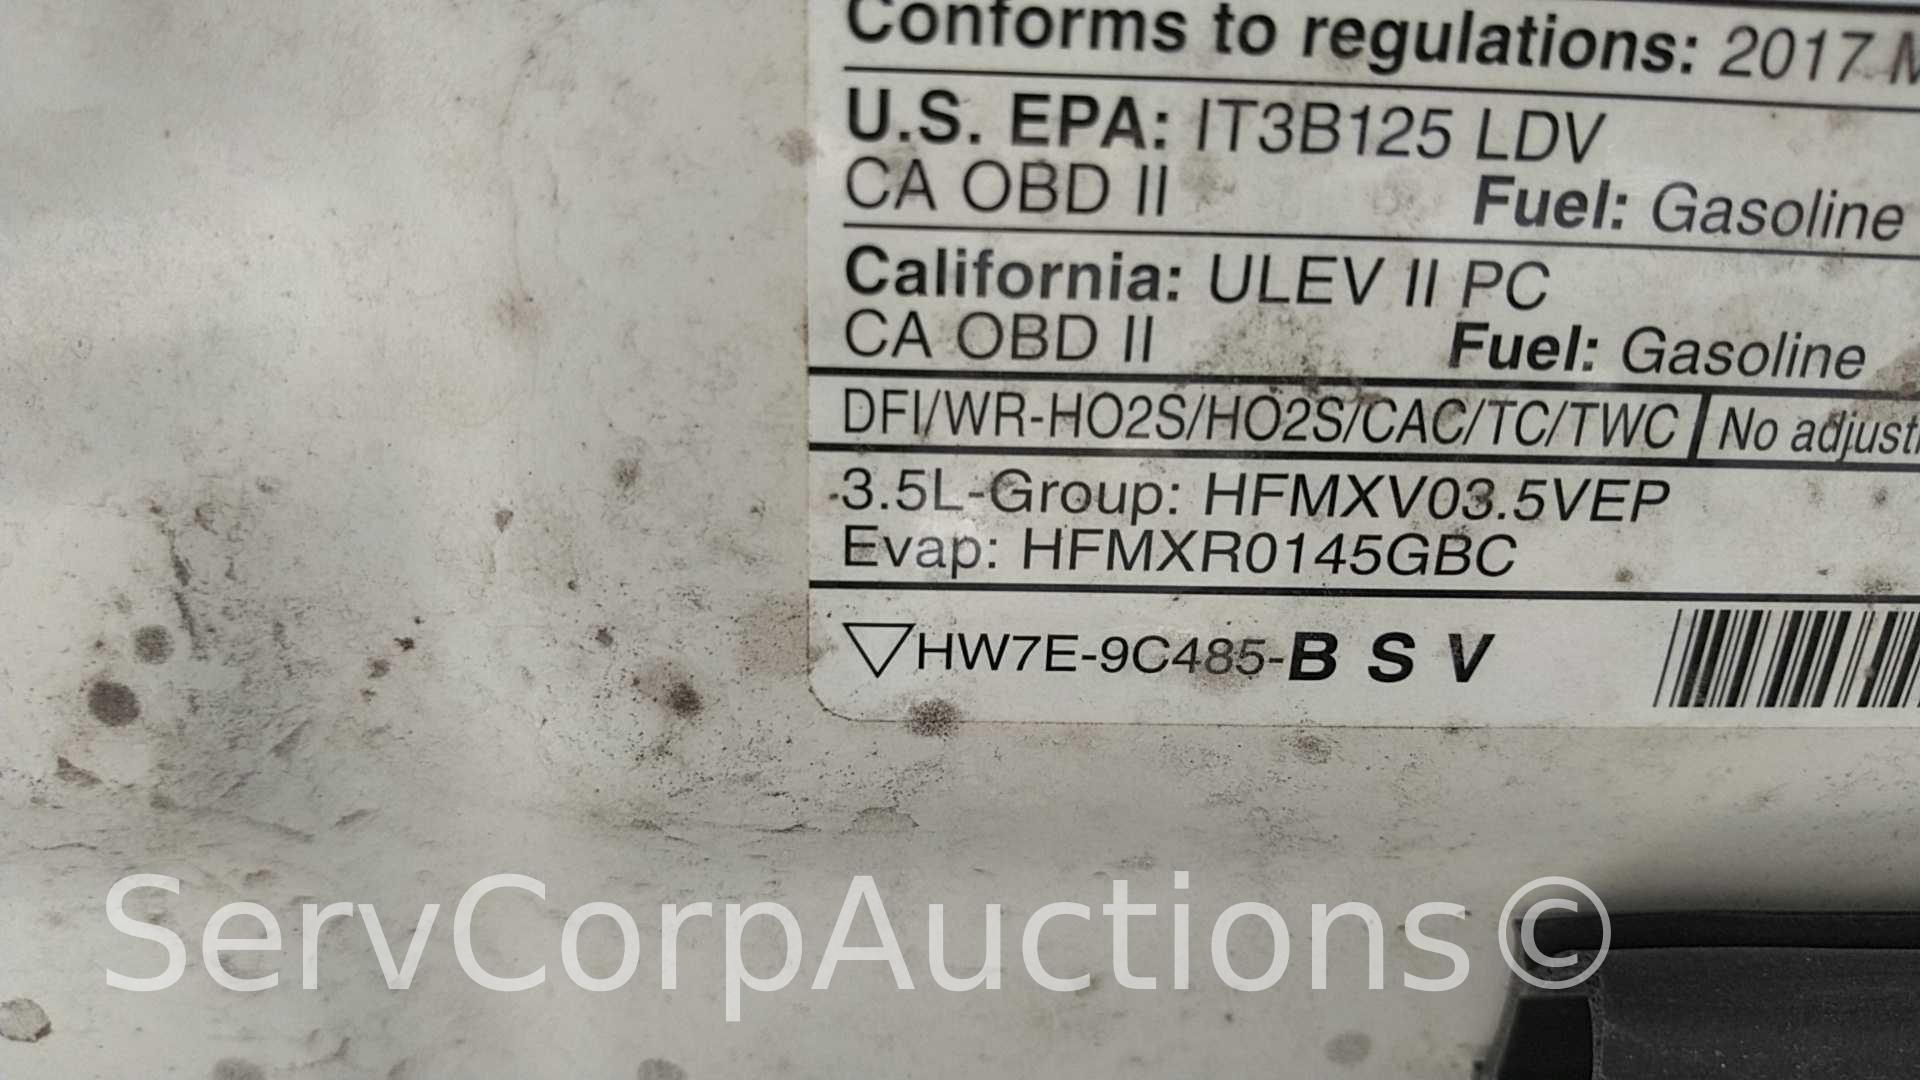 Conforms to regulations: 2017 M
U.S. EPA: IT3B125 LDV
CA OBD II Fuel: Gasoline
California: ULEV II PC
CA OBD II Fuel: Gasoline
DFI/WR-HO2S/HO2S/CAC/TC/TWC No adjust
3.5L-Group: HFMXV03.5VEP
Evap: HFMXR0145GBC
HW7E-9C485-B S V
ServCorpAuctions©